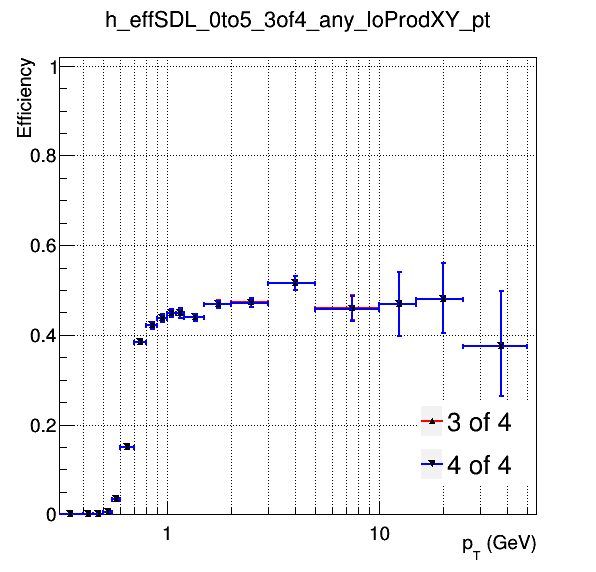 h_effSDL_0to5_3of4_any_loProdXY_pt
Efficiency
1
0.8
0.6
0.4
0.2
0
3 of 4
4 of 4
1
10
p_T (GeV)